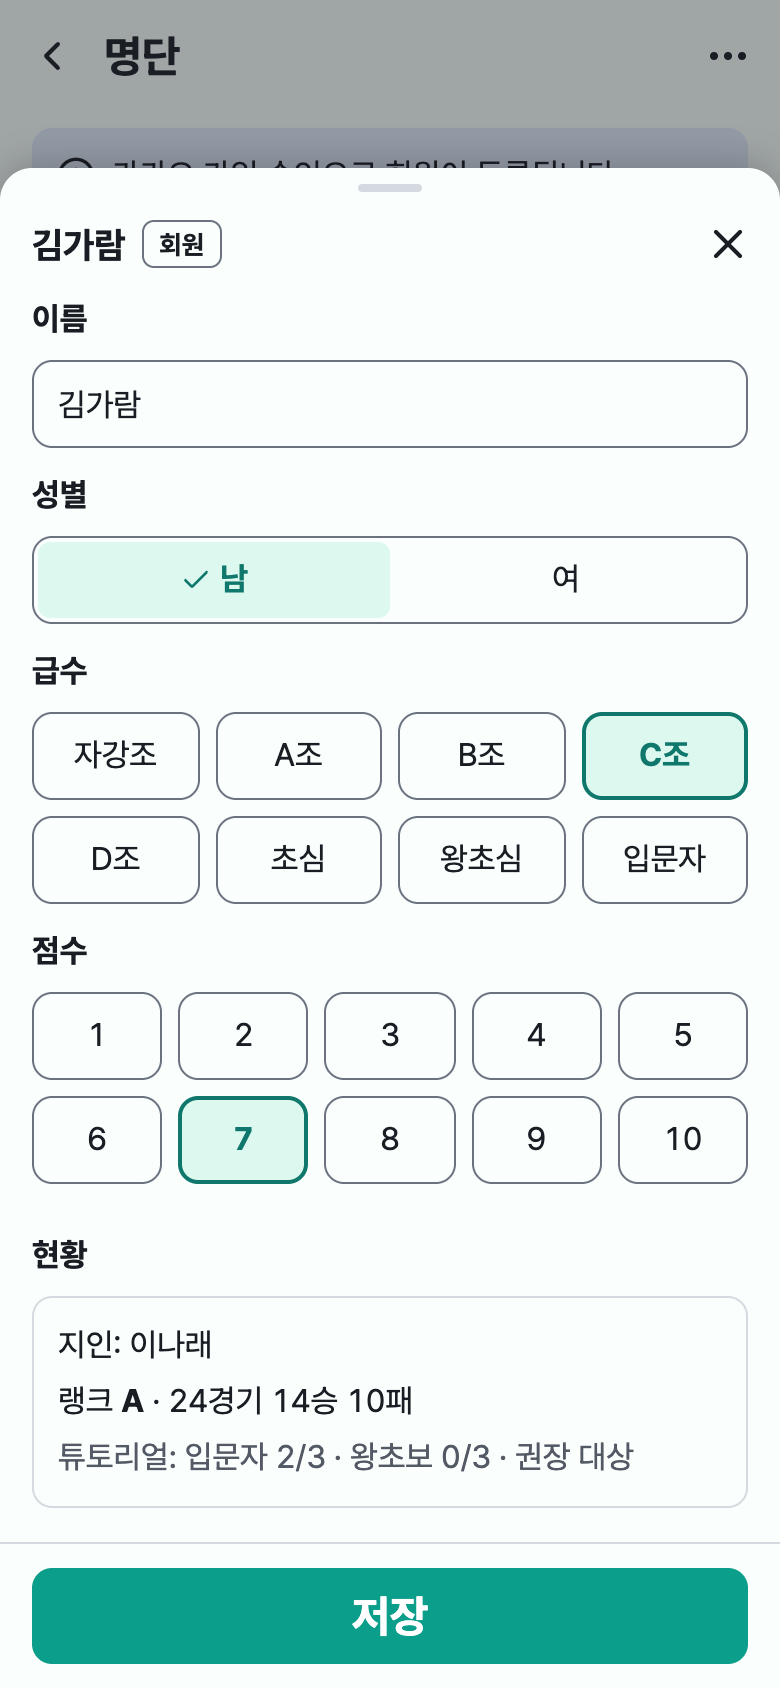 명단
김가람 회원
이름
김가람
성별
남 여
급수
자강조 A조 B조 C조
D조 초심 왕초심 입문자
점수
1 2 3 4 5
6 7 8 9 10
현황
지인: 이나래
랭크 A · 24경기 14승 10패
튜토리얼: 입문자 2/3 · 왕초보 0/3 · 권장 대상
저장